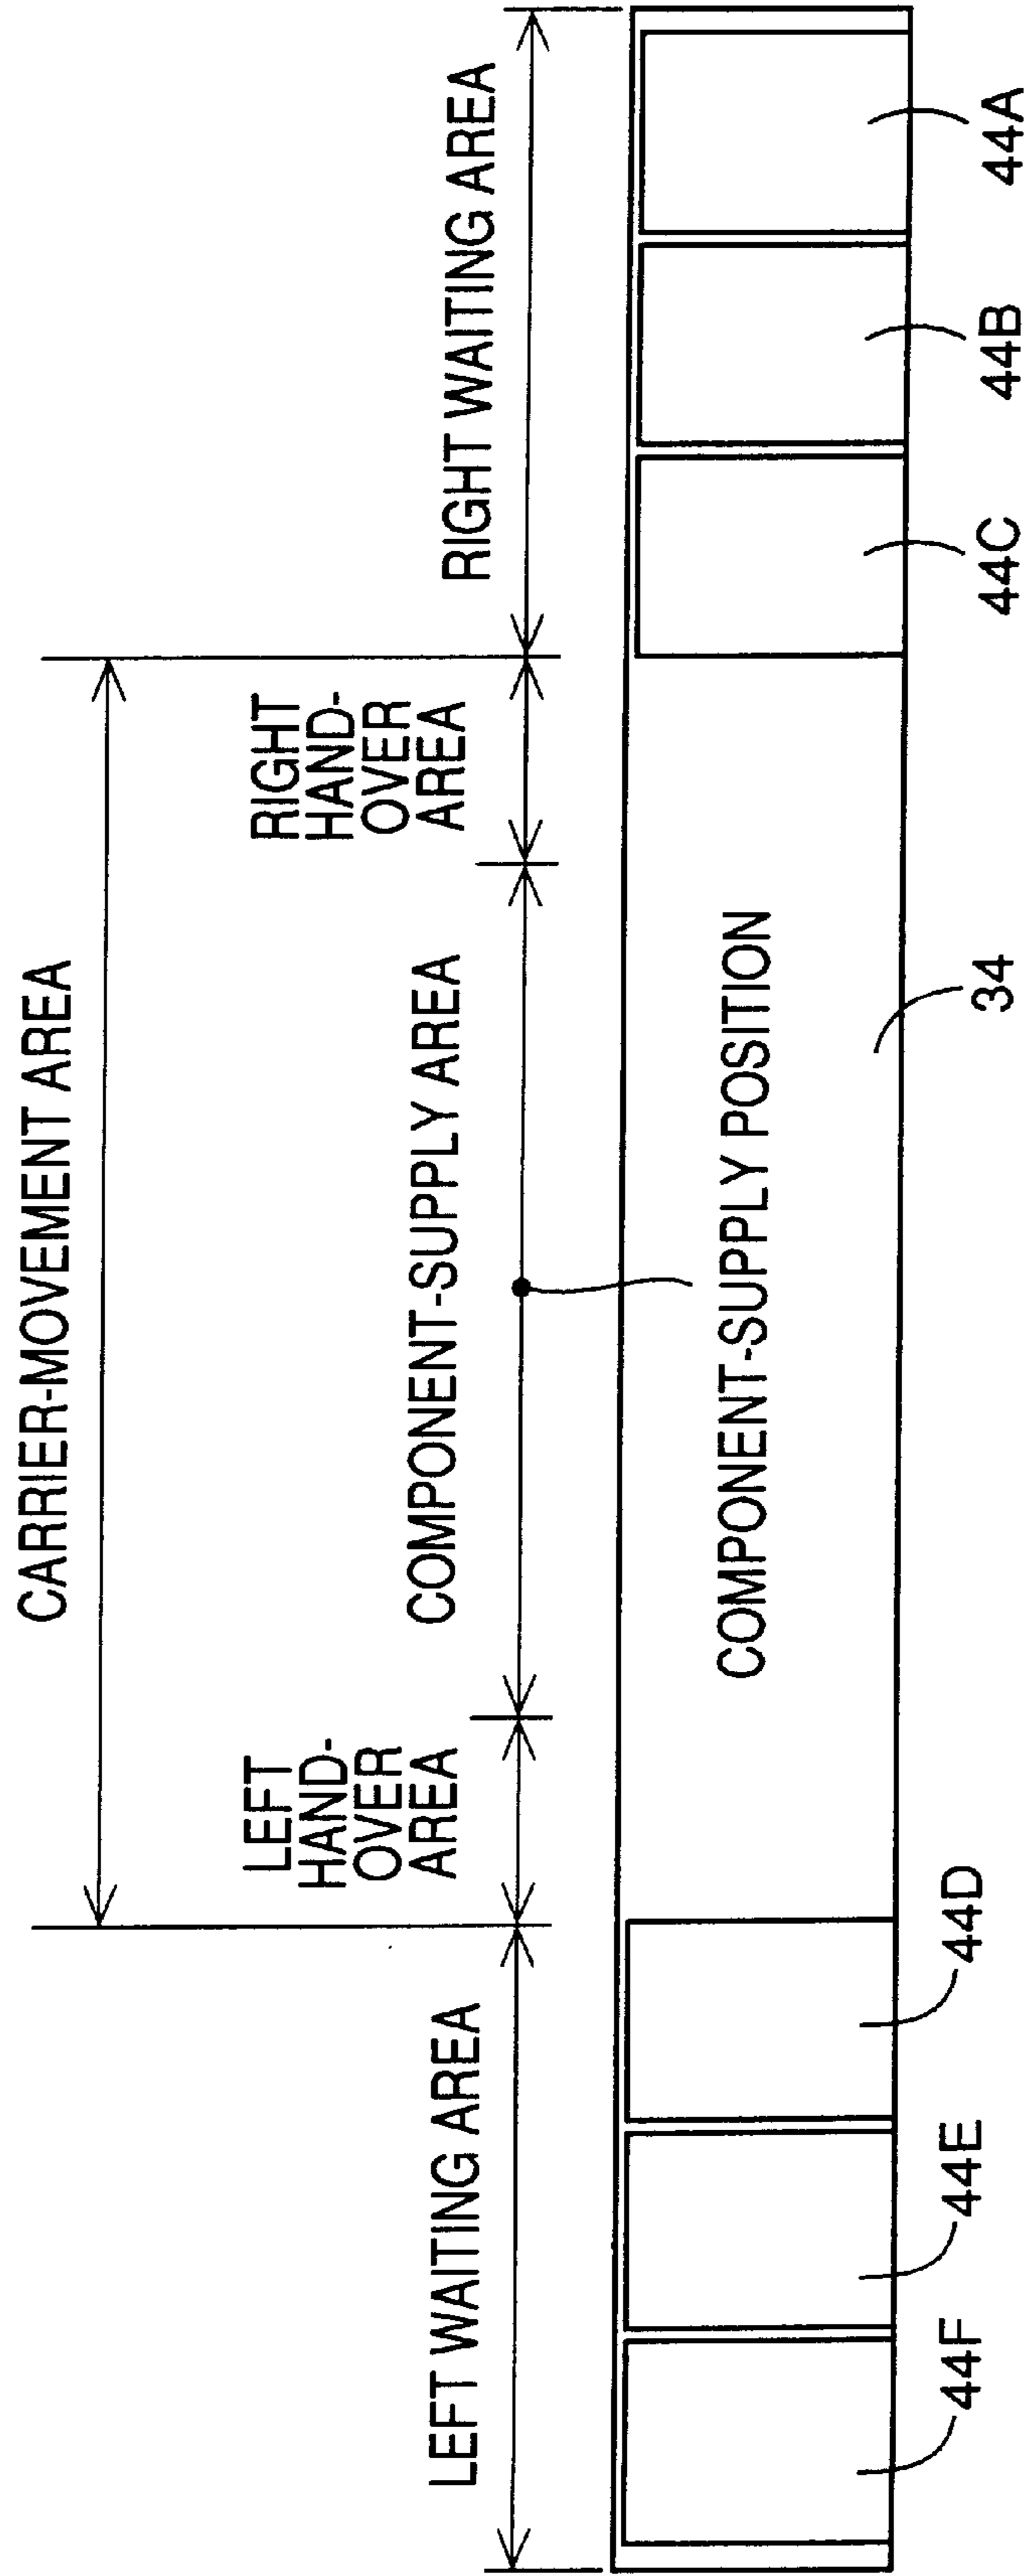 CARRIER-MOVEMENT AREA
LEFT
HAND-
OVER
AREA
RIGHT
HAND-
OVER
AREA
LEFT WAITING AREA
COMPONENT-SUPPLY AREA
RIGHT WAITING AREA
COMPONENT-SUPPLY POSITION
44F
44E
44D
34
44C
44B
44A